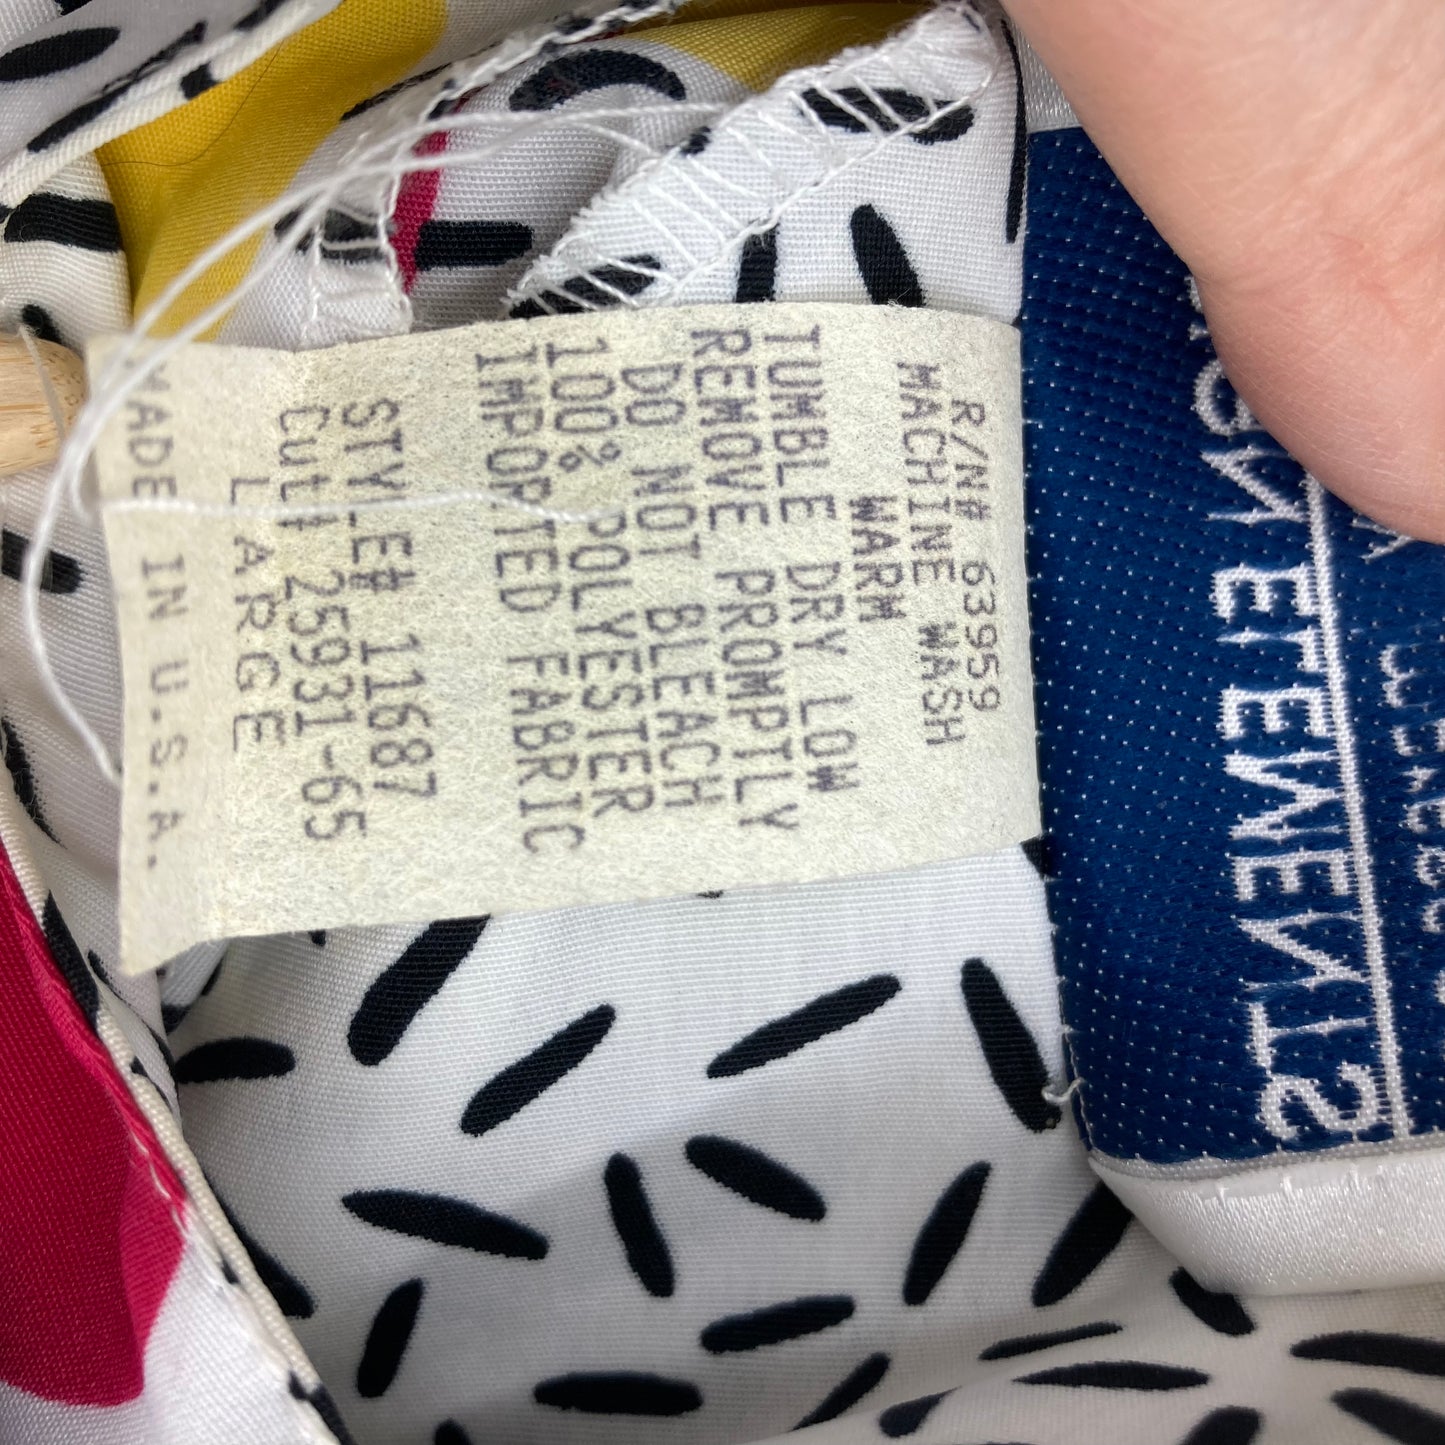 R/N# 63959
MACHINE WASH
WARM
TUMBLE DRY LOW
REMOVE PROMPTLY
DO NOT BLEACH
100% POLYESTER
IMPORTED FABRIC
STYLE# 11687
Cut# 25931-65
LARGE
MADE IN U.S.A.
STATEMENTS